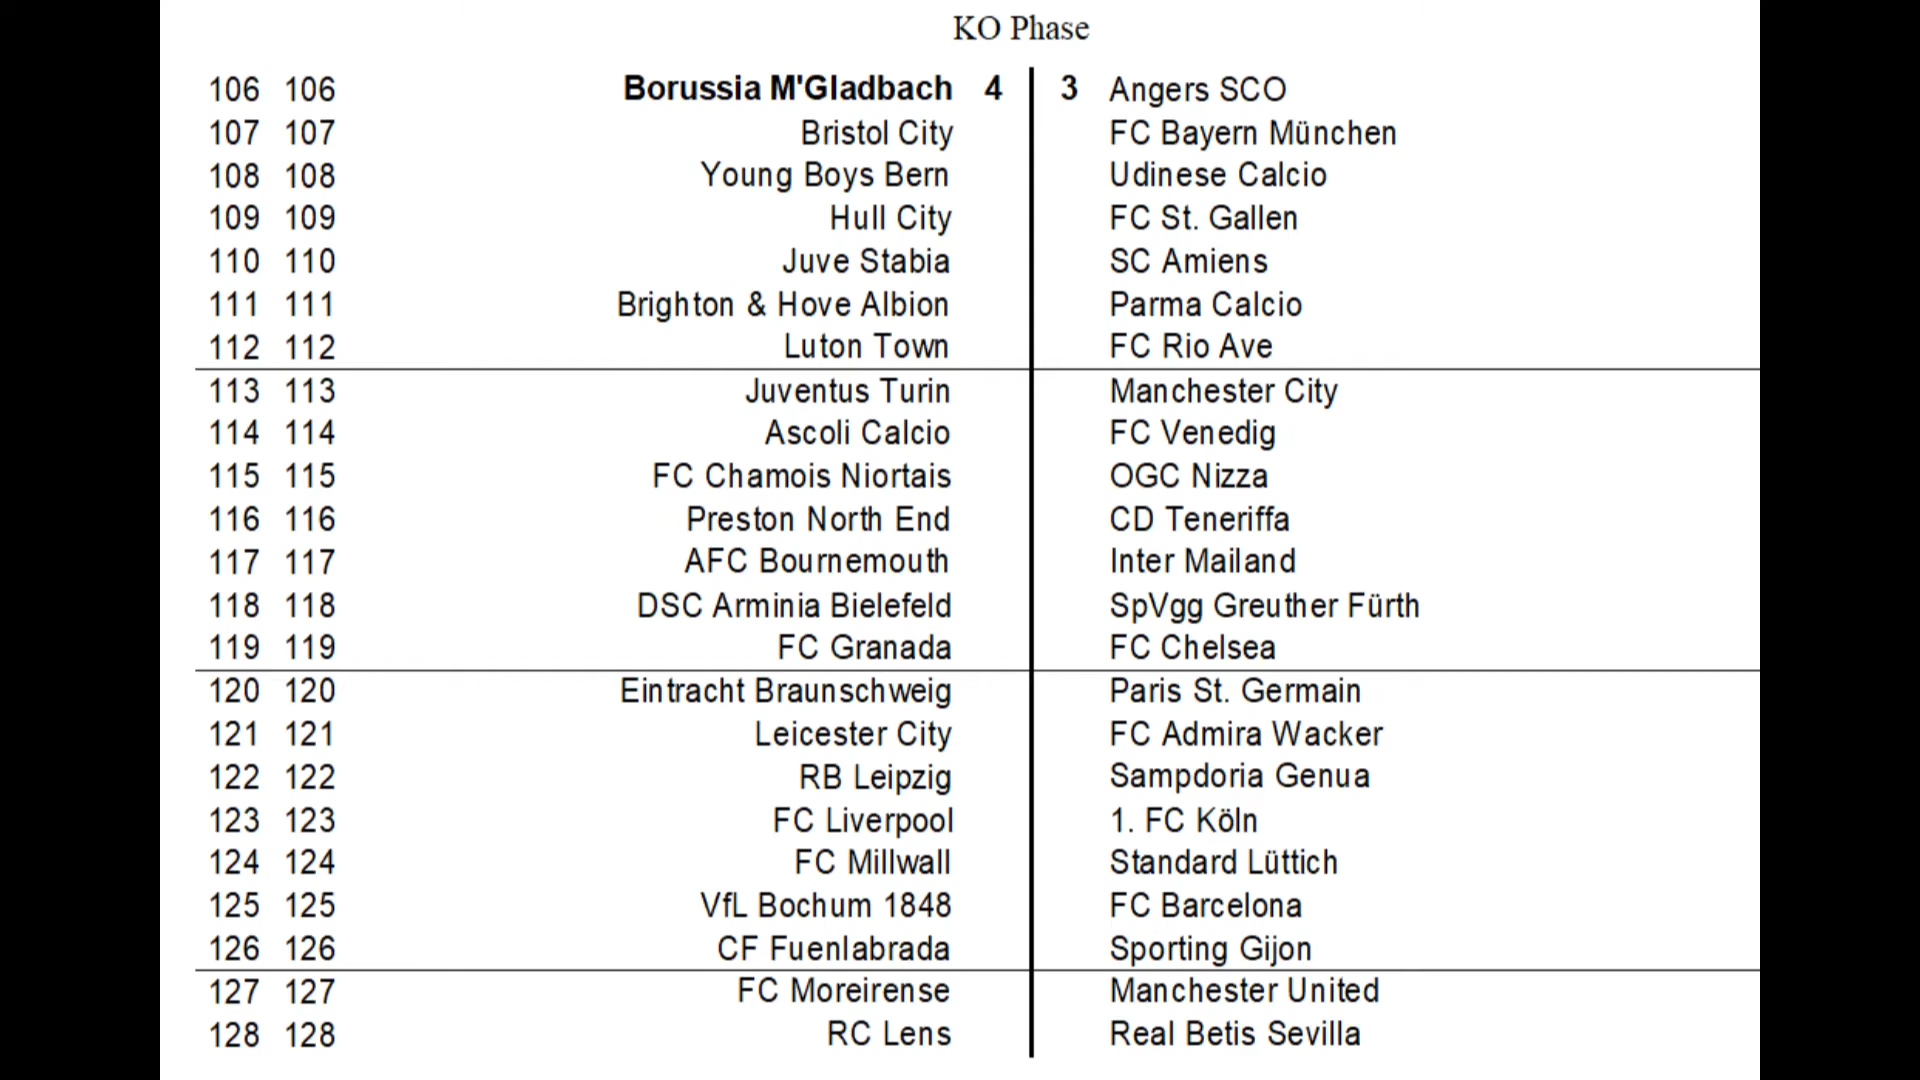 KO Phase
106 106 Borussia M'Gladbach 4 3 Angers SCO
107 107 Bristol City FC Bayern München
108 108 Young Boys Bern Udinese Calcio
109 109 Hull City FC St. Gallen
110 110 Juve Stabia SC Amiens
111 111 Brighton & Hove Albion Parma Calcio
112 112 Luton Town FC Rio Ave
113 113 Juventus Turin Manchester City
114 114 Ascoli Calcio FC Venedig
115 115 FC Chamois Niortais OGC Nizza
116 116 Preston North End CD Teneriffa
117 117 AFC Bournemouth Inter Mailand
118 118 DSC Arminia Bielefeld SpVgg Greuther Fürth
119 119 FC Granada FC Chelsea
120 120 Eintracht Braunschweig Paris St. Germain
121 121 Leicester City FC Admira Wacker
122 122 RB Leipzig Sampdoria Genua
123 123 FC Liverpool 1. FC Köln
124 124 FC Millwall Standard Lüttich
125 125 VfL Bochum 1848 FC Barcelona
126 126 CF Fuenlabrada Sporting Gijon
127 127 FC Moreirense Manchester United
128 128 RC Lens Real Betis Sevilla